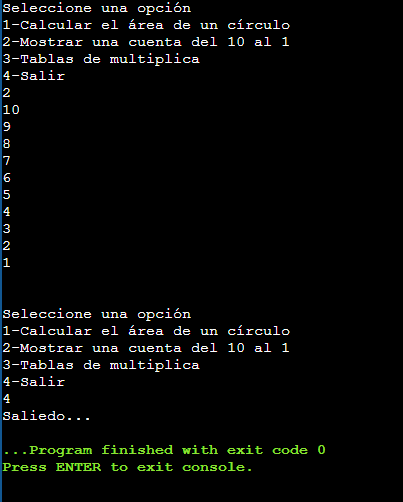 Seleccione una opción
1-Calcular el área de un círculo
2-Mostrar una cuenta del 10 al 1
3-Tablas de multiplica
4-Salir
2
10
9
8
7
6
5
4
3
2
1
Seleccione una opción
1-Calcular el área de un círculo
2-Mostrar una cuenta del 10 al 1
3-Tablas de multiplica
4-Salir
4
Saliedo...
...Program finished with exit code 0
Press ENTER to exit console.